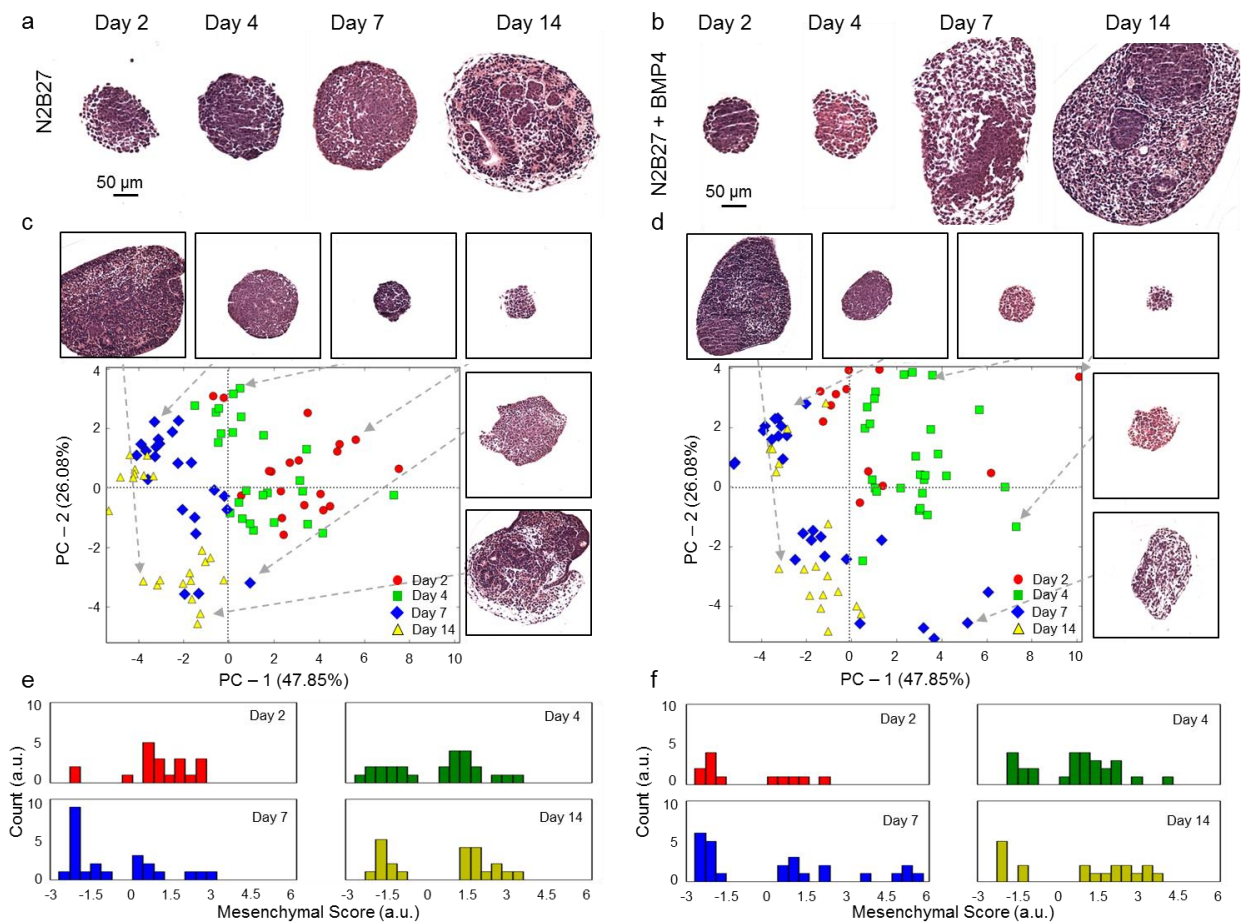 a Day 2 Day 4 Day 7 Day 14
N2B27
50 µm
b Day 2 Day 4 Day 7 Day 14
N2B27 + BMP4
50 µm
c
4
2
0
-2
-4
PC – 2 (26.08%)
-4 -2 0 2 4 6 8 10
PC – 1 (47.85%)
Day 2
Day 4
Day 7
Day 14
d
4
2
0
-2
-4
PC – 2 (26.08%)
-4 -2 0 2 4 6 8 10
PC – 1 (47.85%)
Day 2
Day 4
Day 7
Day 14
e
10
5
0
Day 2
Day 4
10
5
0
Day 7
Day 14
Count (a.u.)
-3 -1.5 0 1.5 3 4.5 6
-3 -1.5 0 1.5 3 4.5 6
Mesenchymal Score (a.u.)
f
10
5
0
Day 2
Day 4
10
5
0
Day 7
Day 14
Count (a.u.)
-3 -1.5 0 1.5 3 4.5 6
-3 -1.5 0 1.5 3 4.5 6
Mesenchymal Score (a.u.)